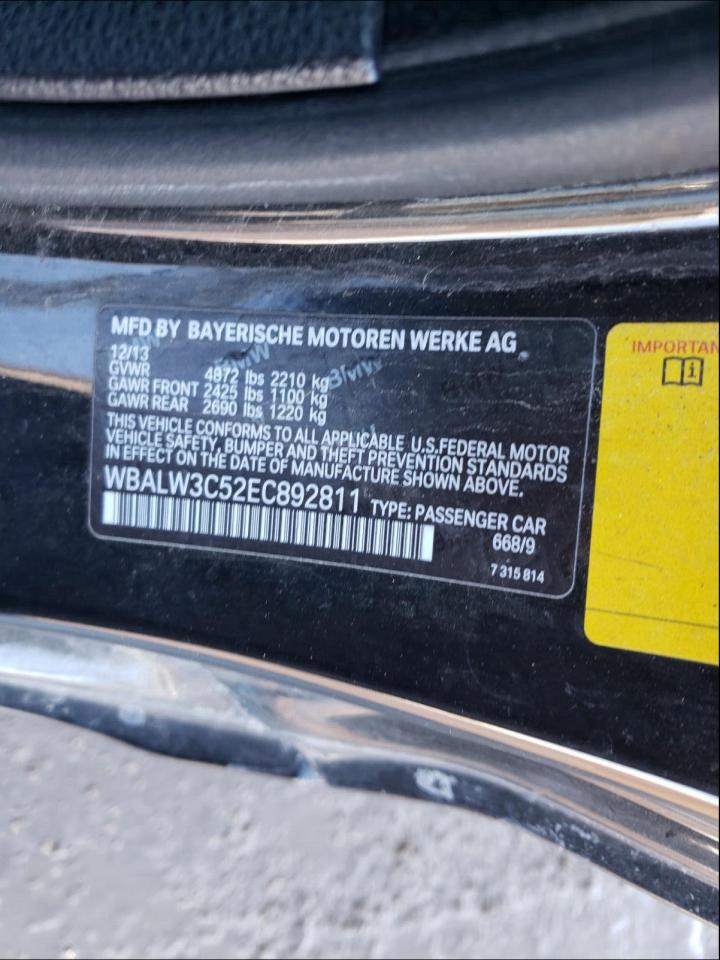 MFD BY BAYERISCHE MOTOREN WERKE AG
12/13
GVWR 4872 lbs 2210 kg
GAWR FRONT 2425 lbs 1100 kg
GAWR REAR 2690 lbs 1220 kg
THIS VEHICLE CONFORMS TO ALL APPLICABLE U.S.FEDERAL MOTOR
VEHICLE SAFETY, BUMPER AND THEFT PREVENTION STANDARDS
IN EFFECT ON THE DATE OF MANUFACTURE SHOWN ABOVE.
WBALW3C52EC892811 TYPE: PASSENGER CAR
668/9
7 315 814
IMPORTAN